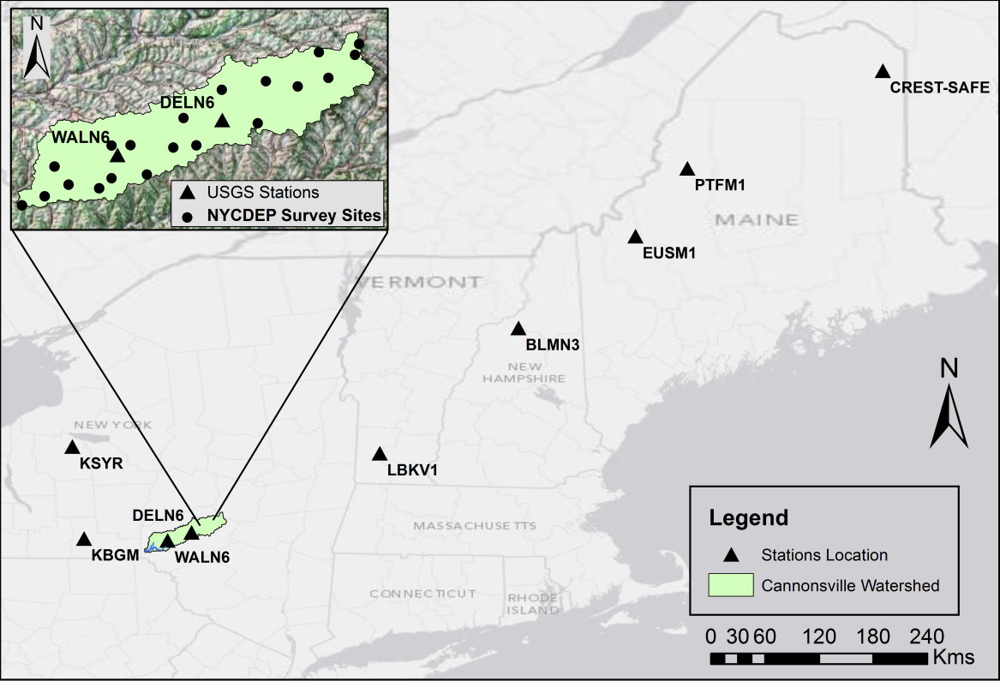 N
DELN6
WALN6
USGS Stations
NYCDEP Survey Sites
CREST-SAFE
PTFM1
MAINE
EUSM1
VERMONT
BLMN3
NEW
HAMPSHIRE
N
NEW YORK
KSYR
LBKV1
DELN6
MASSACHUSETTS
KBGM
WALN6
CONNECTICUT
RHODE
ISLAND
Legend
Stations Location
Cannonsville Watershed
0 30 60 120 180 240
Kms